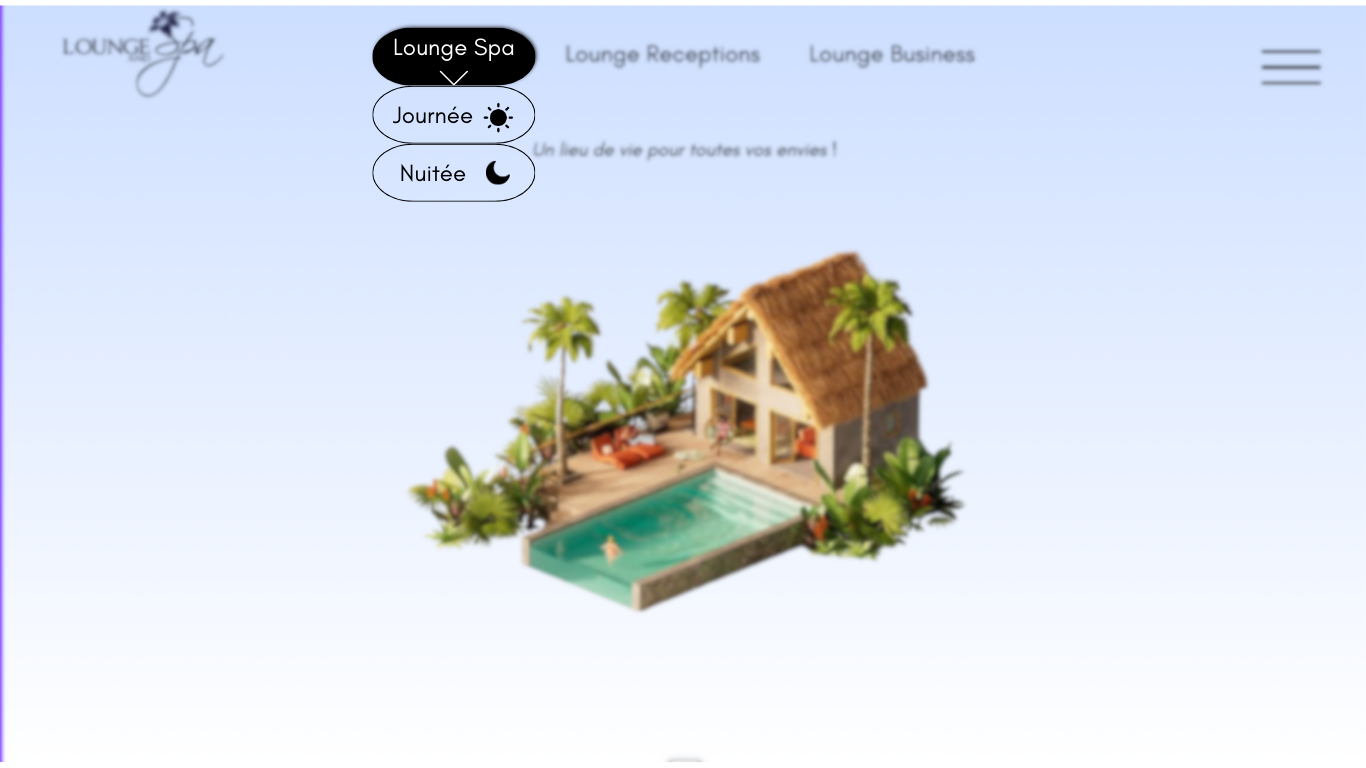 LOUNGE Spa
Lounge Spa
Lounge Receptions
Lounge Business
Journée
Nuitée
Un lieu de vie pour toutes vos envies !